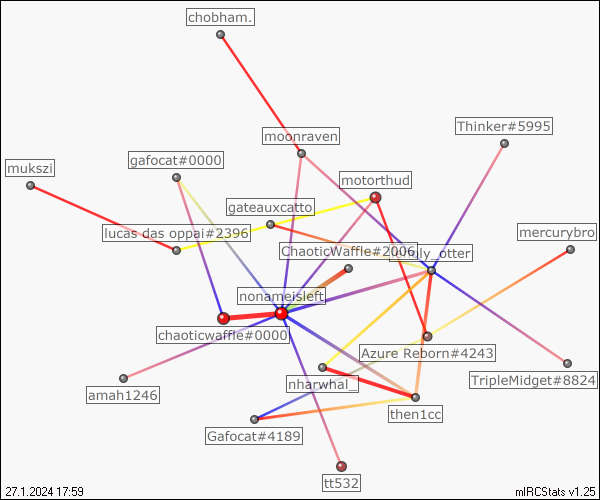 chobham.
Thinker#5995
moonraven
gafocat#0000
mukszi
motorthud
gateauxcatto
lucas das oppai#2396
mercurybro
ChaoticWaffle#2006
_otter
nonameisleft
chaoticwaffle#0000
Azure Reborn#4243
TripleMidget#8824
nharwhal_
amah1246
then1cc
Gafocat#4189
tt532
27.1.2024 17:59
mIRCStats v1.25